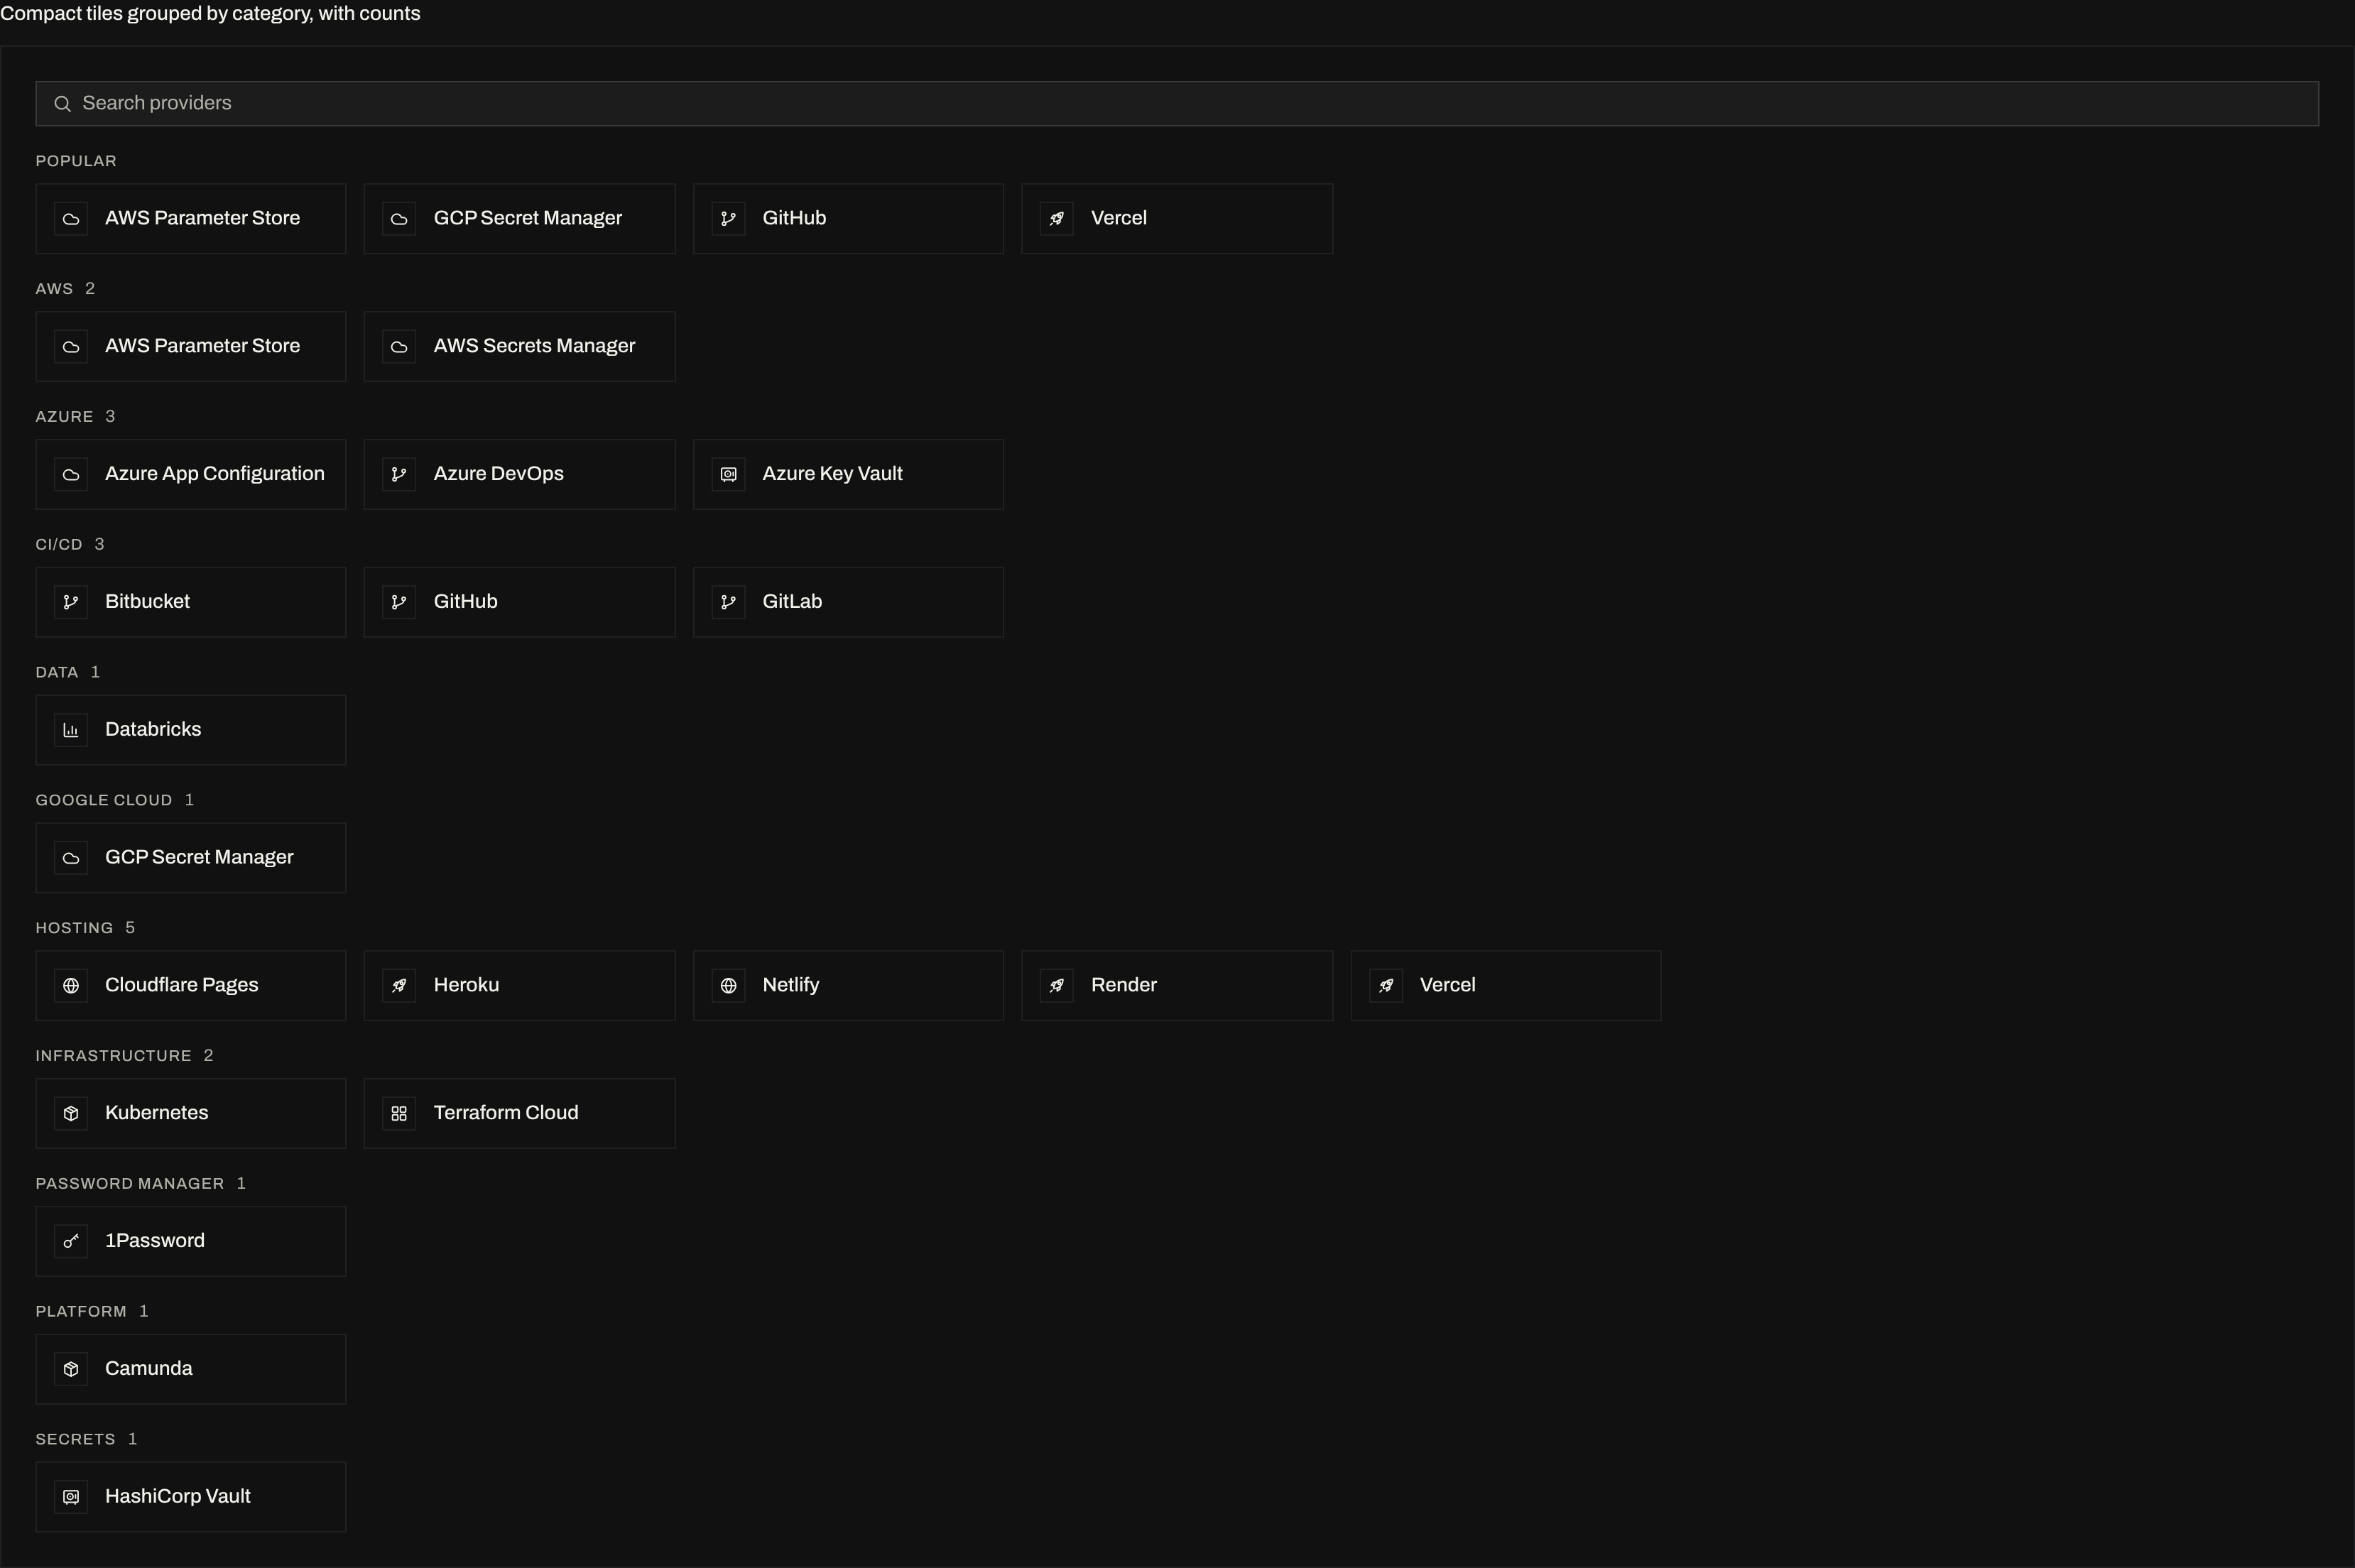 Compact tiles grouped by category, with counts
Search providers
POPULAR
AWS Parameter Store GCP Secret Manager GitHub Vercel
AWS 2
AWS Parameter Store AWS Secrets Manager
AZURE 3
Azure App Configuration Azure DevOps Azure Key Vault
CI/CD 3
Bitbucket GitHub GitLab
DATA 1
Databricks
GOOGLE CLOUD 1
GCP Secret Manager
HOSTING 5
Cloudflare Pages Heroku Netlify Render Vercel
INFRASTRUCTURE 2
Kubernetes Terraform Cloud
PASSWORD MANAGER 1
1Password
PLATFORM 1
Camunda
SECRETS 1
HashiCorp Vault